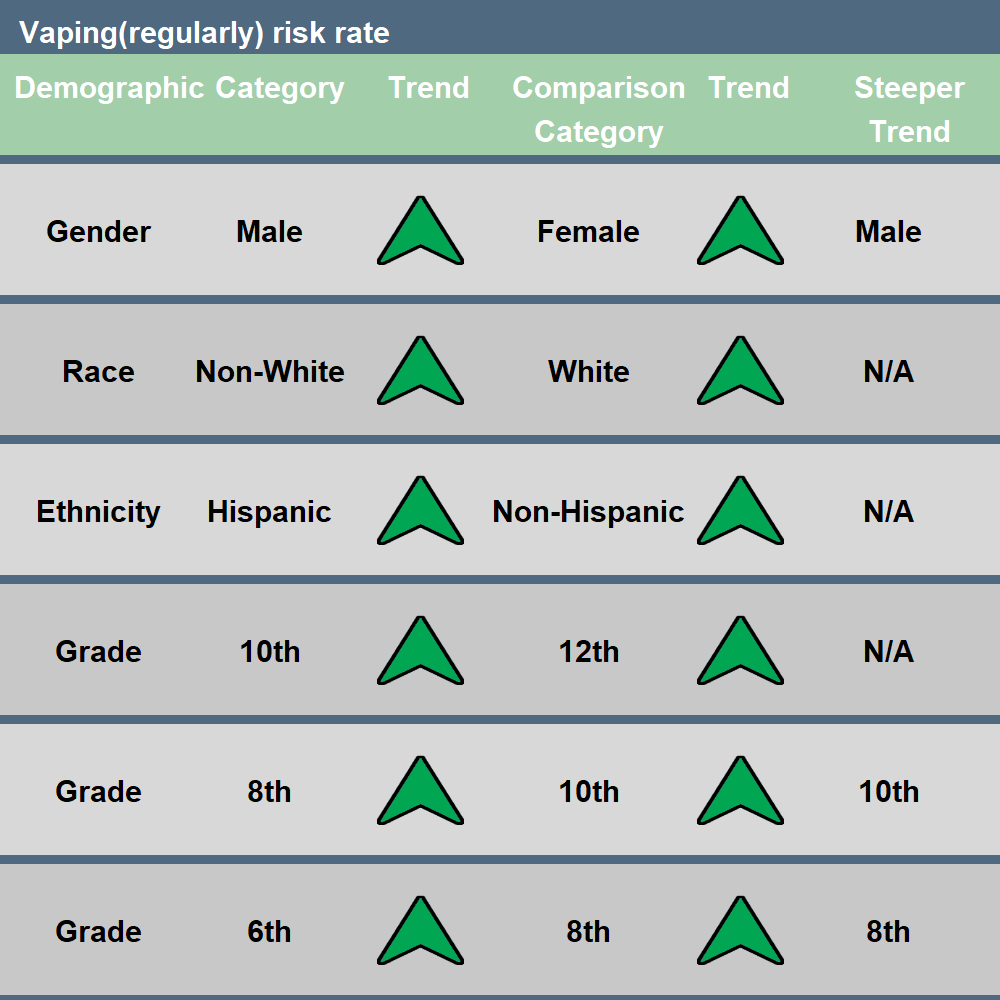 Vaping(regularly) risk rate
Demographic Category Trend Comparison Category Trend Steeper Trend
Gender Male Female Male
Race Non-White White N/A
Ethnicity Hispanic Non-Hispanic N/A
Grade 10th 12th N/A
Grade 8th 10th 10th
Grade 6th 8th 8th